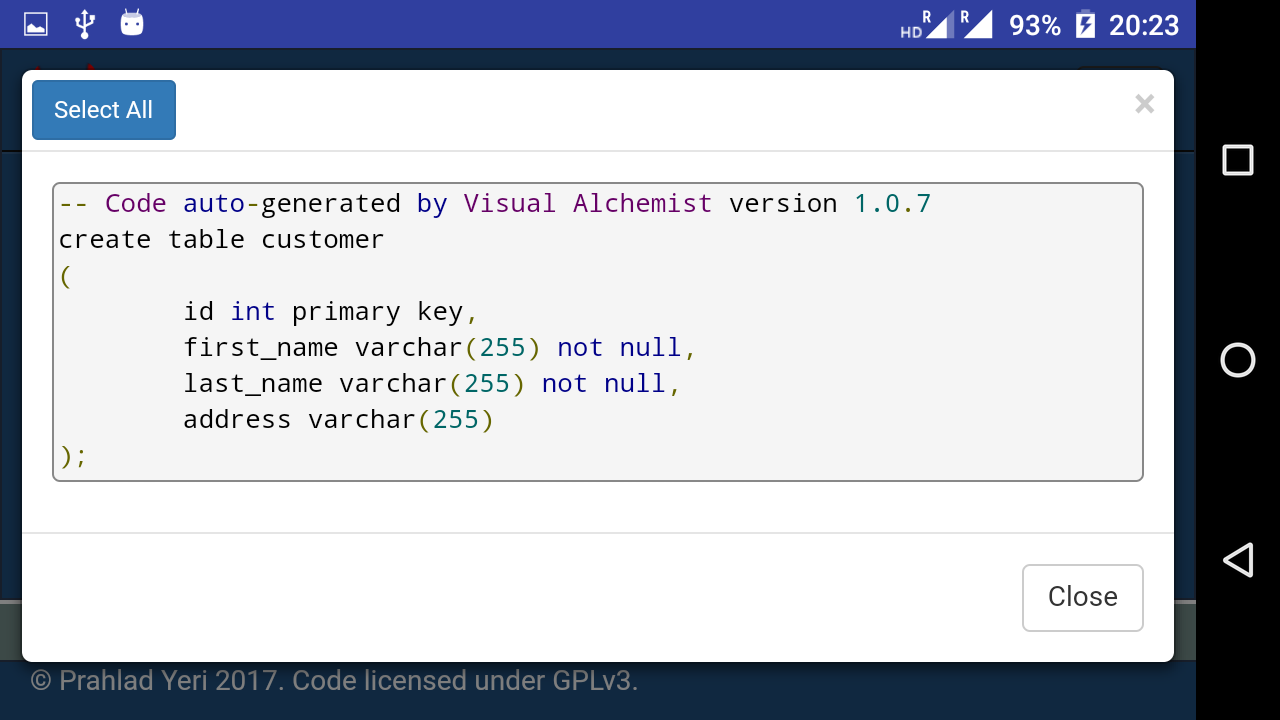 HD R R 93% 20:23
Select All ×
-- Code auto-generated by Visual Alchemist version 1.0.7
create table customer
(
        id int primary key,
        first_name varchar(255) not null,
        last_name varchar(255) not null,
        address varchar(255)
);
Close
© Prahlad Yeri 2017. Code licensed under GPLv3.